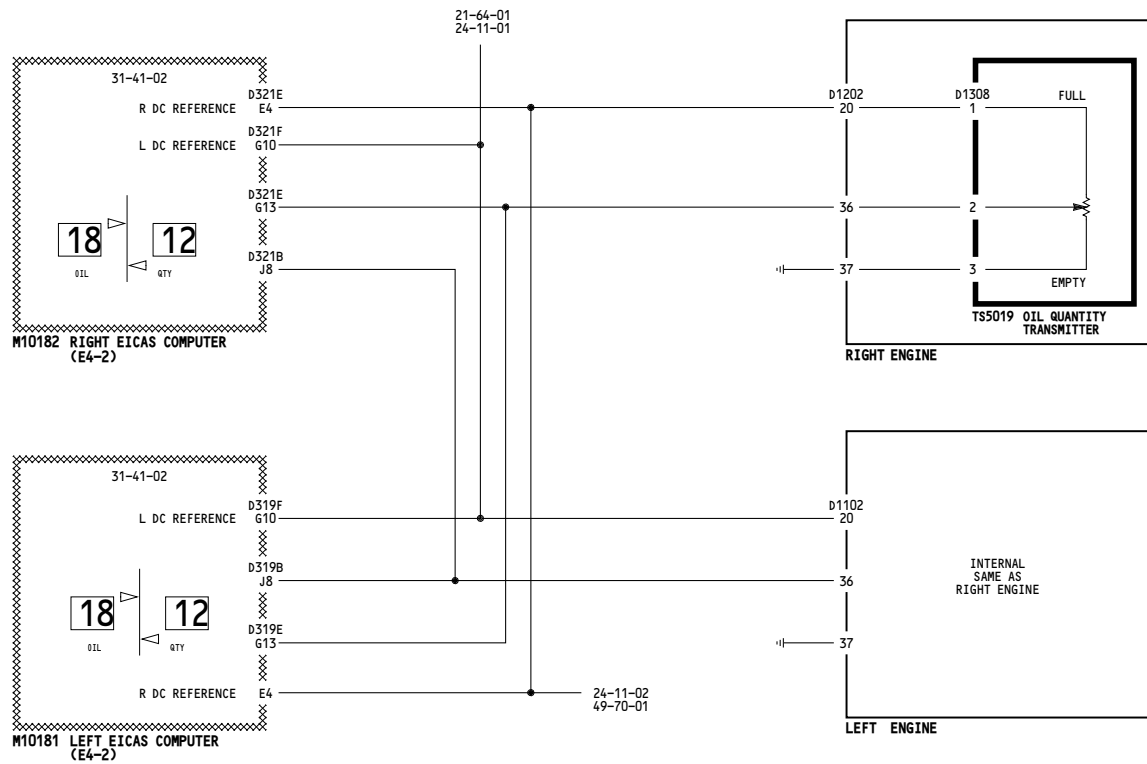 21-64-01
24-11-01
31-41-02
R DC REFERENCE D321E E4
L DC REFERENCE D321F G10
D321E G13
D321B J8
18 12
OIL QTY
M10182 RIGHT EICAS COMPUTER
(E4-2)
D1202 20
36
37
D1308 1
2
3
FULL
EMPTY
TS5019 OIL QUANTITY
TRANSMITTER
RIGHT ENGINE
31-41-02
L DC REFERENCE D319F G10
D319B J8
D319E G13
R DC REFERENCE E4
18 12
OIL QTY
M10181 LEFT EICAS COMPUTER
(E4-2)
24-11-02
49-70-01
D1102 20
36
37
INTERNAL
SAME AS
RIGHT ENGINE
LEFT ENGINE